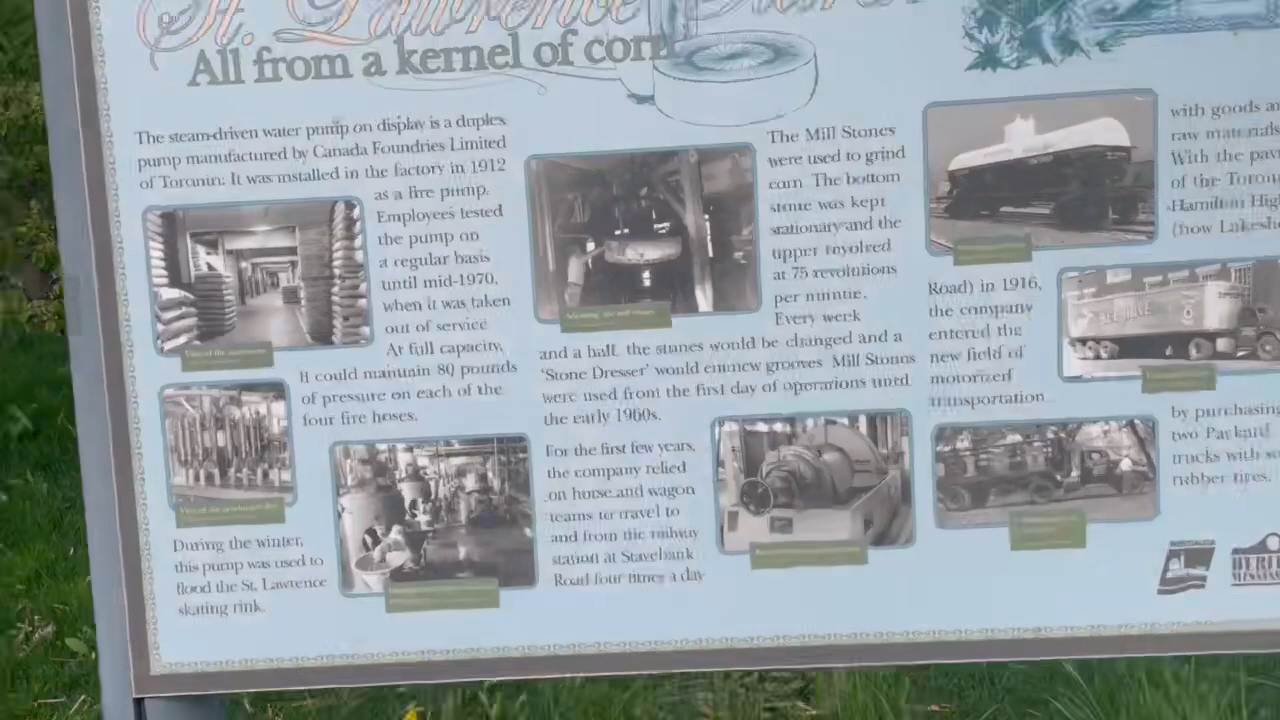 St. Lawrence
All from a kernel of corn
The steam-driven water pump on display is a duplex
pump manufactured by Canada Foundries Limited
of Toronto. It was installed in the factory in 1912
as a fire pump.
Employees tested
the pump on
a regular basis
until mid-1970,
when it was taken
out of service
At full capacity,
it could maintain 80 pounds
of pressure on each of the
four fire hoses.
During the winter,
this pump was used to
flood the St. Lawrence
skating rink.
The Mill Stones
were used to grind
corn. The bottom
stone was kept
stationary and the
upper revolved
at 75 revolutions
per minute.
Every week
and a half, the stones would be changed and a
'Stone Dresser' would grooves Mill Stones
were used from the first day of operations until
the early 1960s.
For the first few years,
the company relied
on horse and wagon
teams to travel to
and from the railway
station at Stavebank
Road four times a day
with goods
raw materials
With the
of the
Hamilton
(now
Road) in 1916,
the company
entered the
new field of
motorized
transportation
by purchasing
two Packard
trucks with
rubber tires.